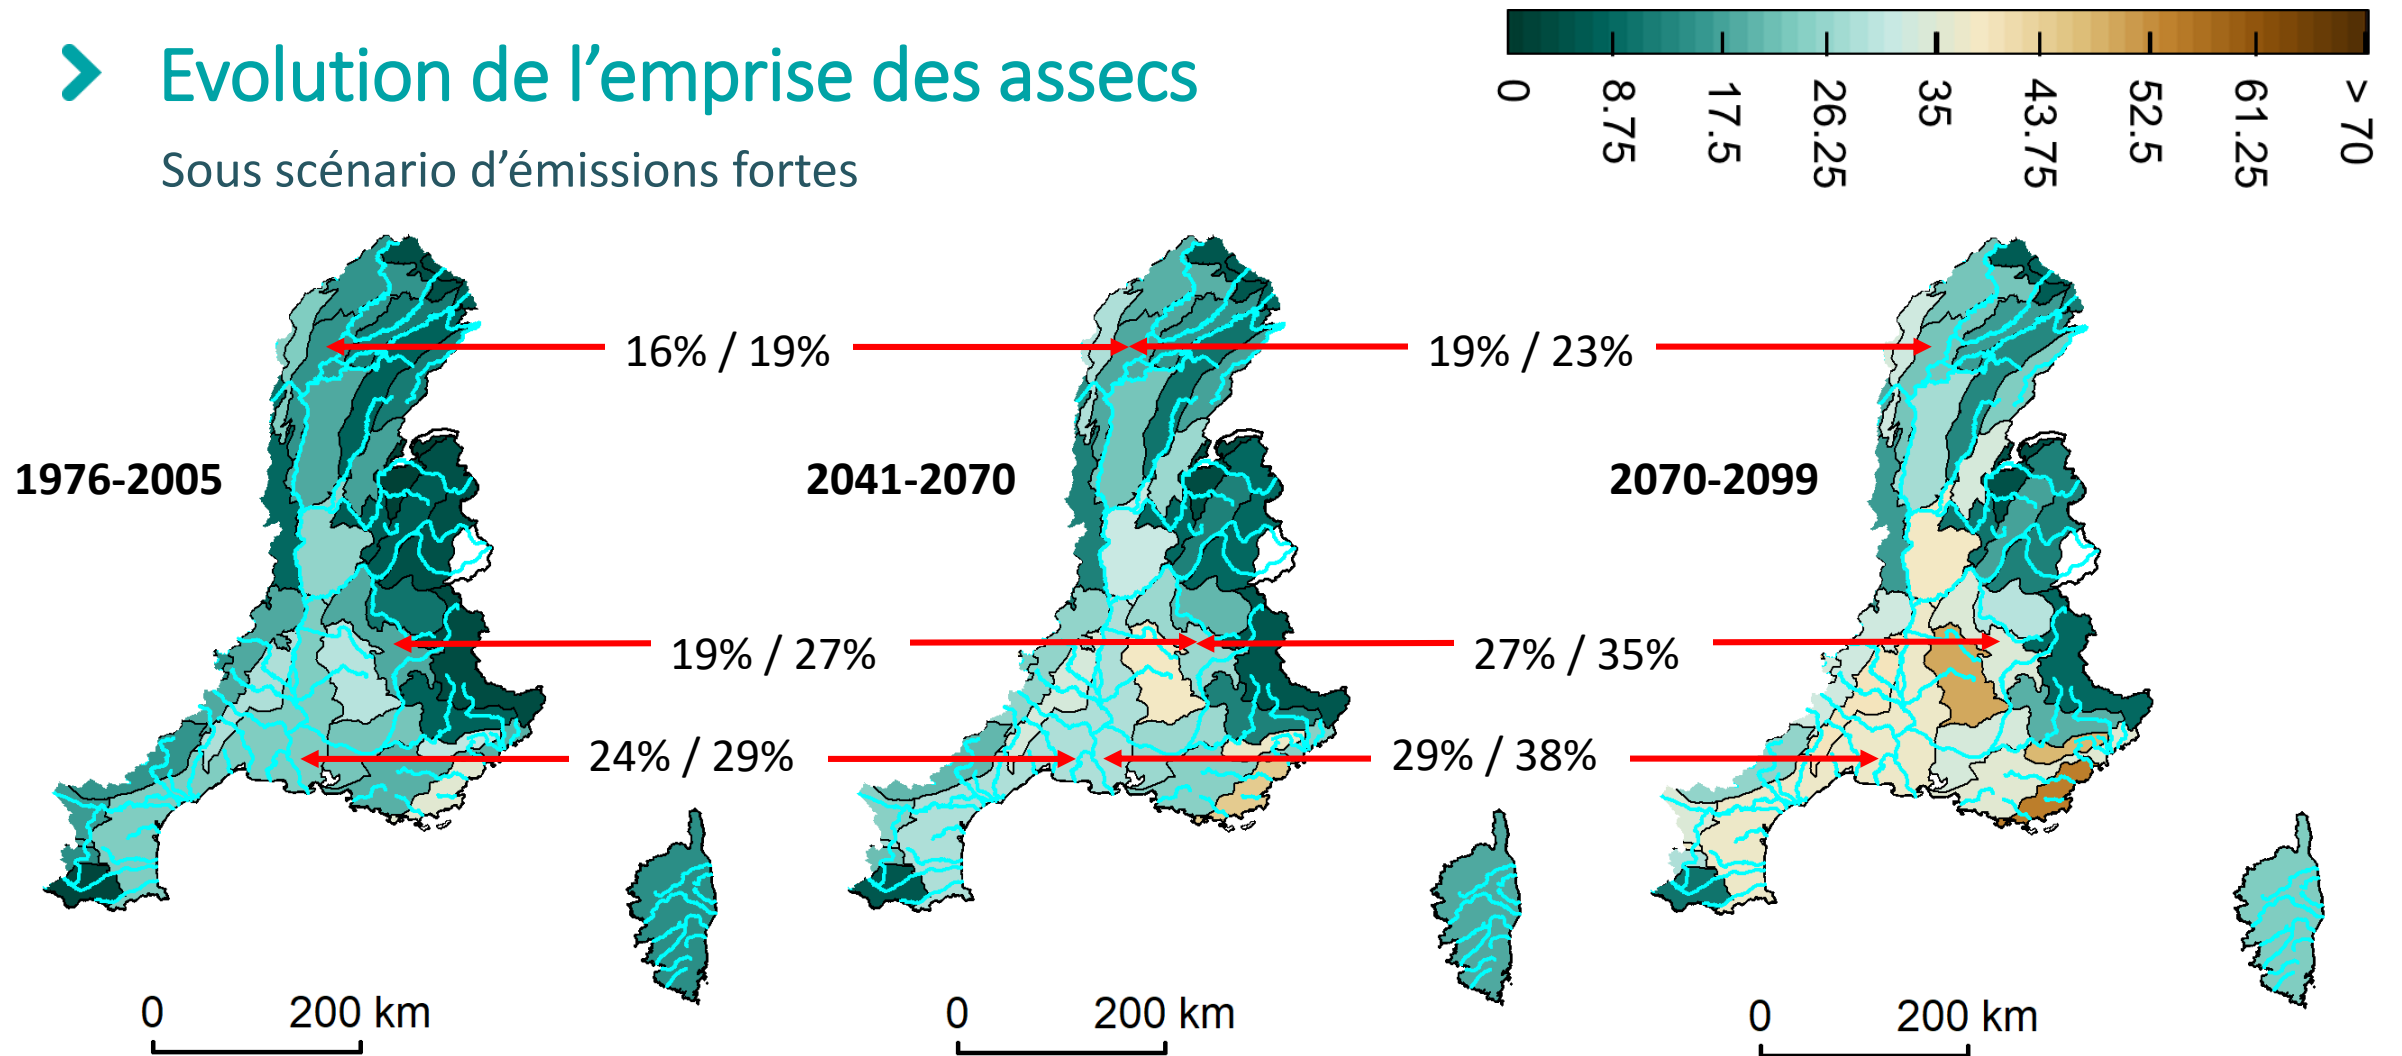 Evolution de l’emprise des assecs
Sous scénario d’émissions fortes
0 8.75 17.5 26.25 35 43.75 52.5 61.25 > 70
16% / 19%
19% / 23%
1976-2005
2041-2070
2070-2099
19% / 27%
27% / 35%
24% / 29%
29% / 38%
0 200 km
0 200 km
0 200 km